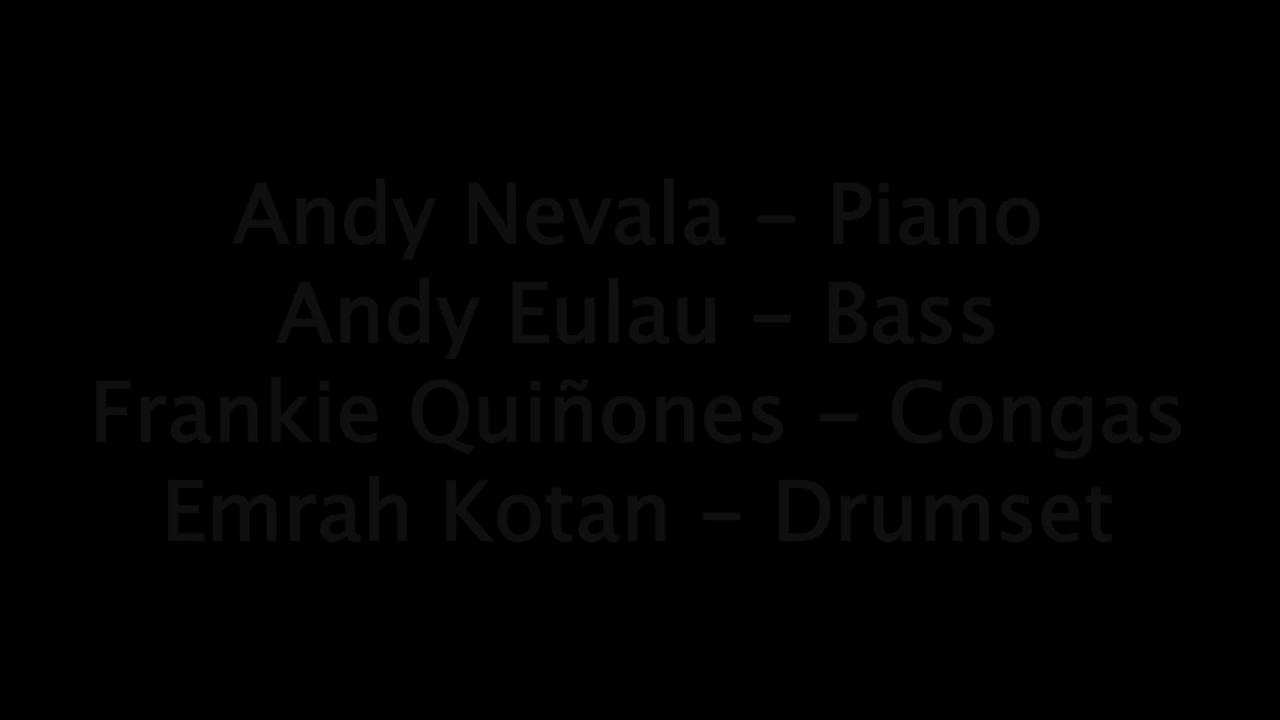 Andy Nevala – Piano
Andy Eulau – Bass
Frankie Quiñones – Congas
Emrah Kotan – Drumset